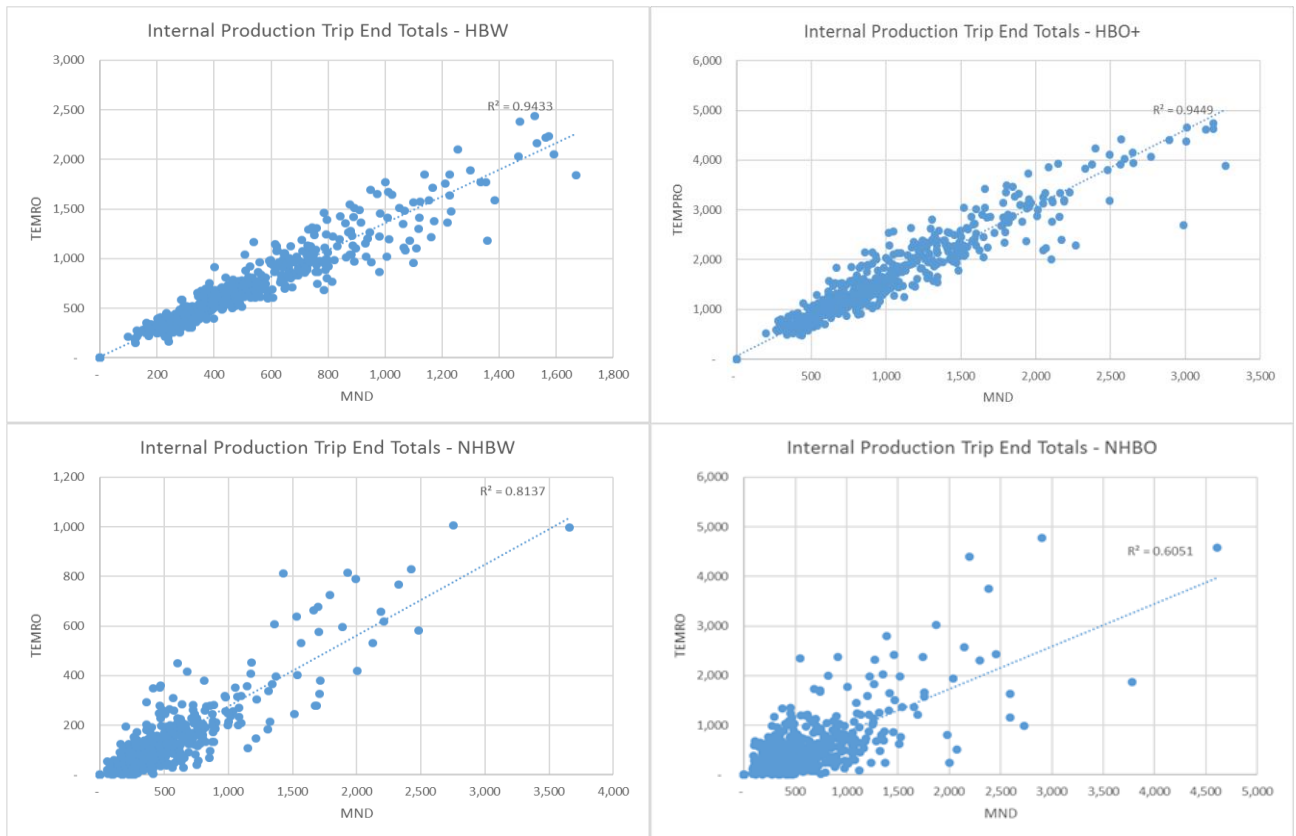 Internal Production Trip End Totals - HBW
3,000
2,500
2,000
1,500
1,000
500
-
TEMRO
R² = 0.9433
- 200 400 600 800 1,000 1,200 1,400 1,600 1,800
MND
Internal Production Trip End Totals - HBO+
6,000
5,000
4,000
3,000
2,000
1,000
-
TEMPRO
R² = 0.9449
- 500 1,000 1,500 2,000 2,500 3,000 3,500
MND
Internal Production Trip End Totals - NHBW
1,200
1,000
800
600
400
200
-
TEMRO
R² = 0.8137
- 500 1,000 1,500 2,000 2,500 3,000 3,500 4,000
MND
Internal Production Trip End Totals - NHBO
6,000
5,000
4,000
3,000
2,000
1,000
-
TEMRO
R² = 0.6051
- 500 1,000 1,500 2,000 2,500 3,000 3,500 4,000 4,500 5,000
MND